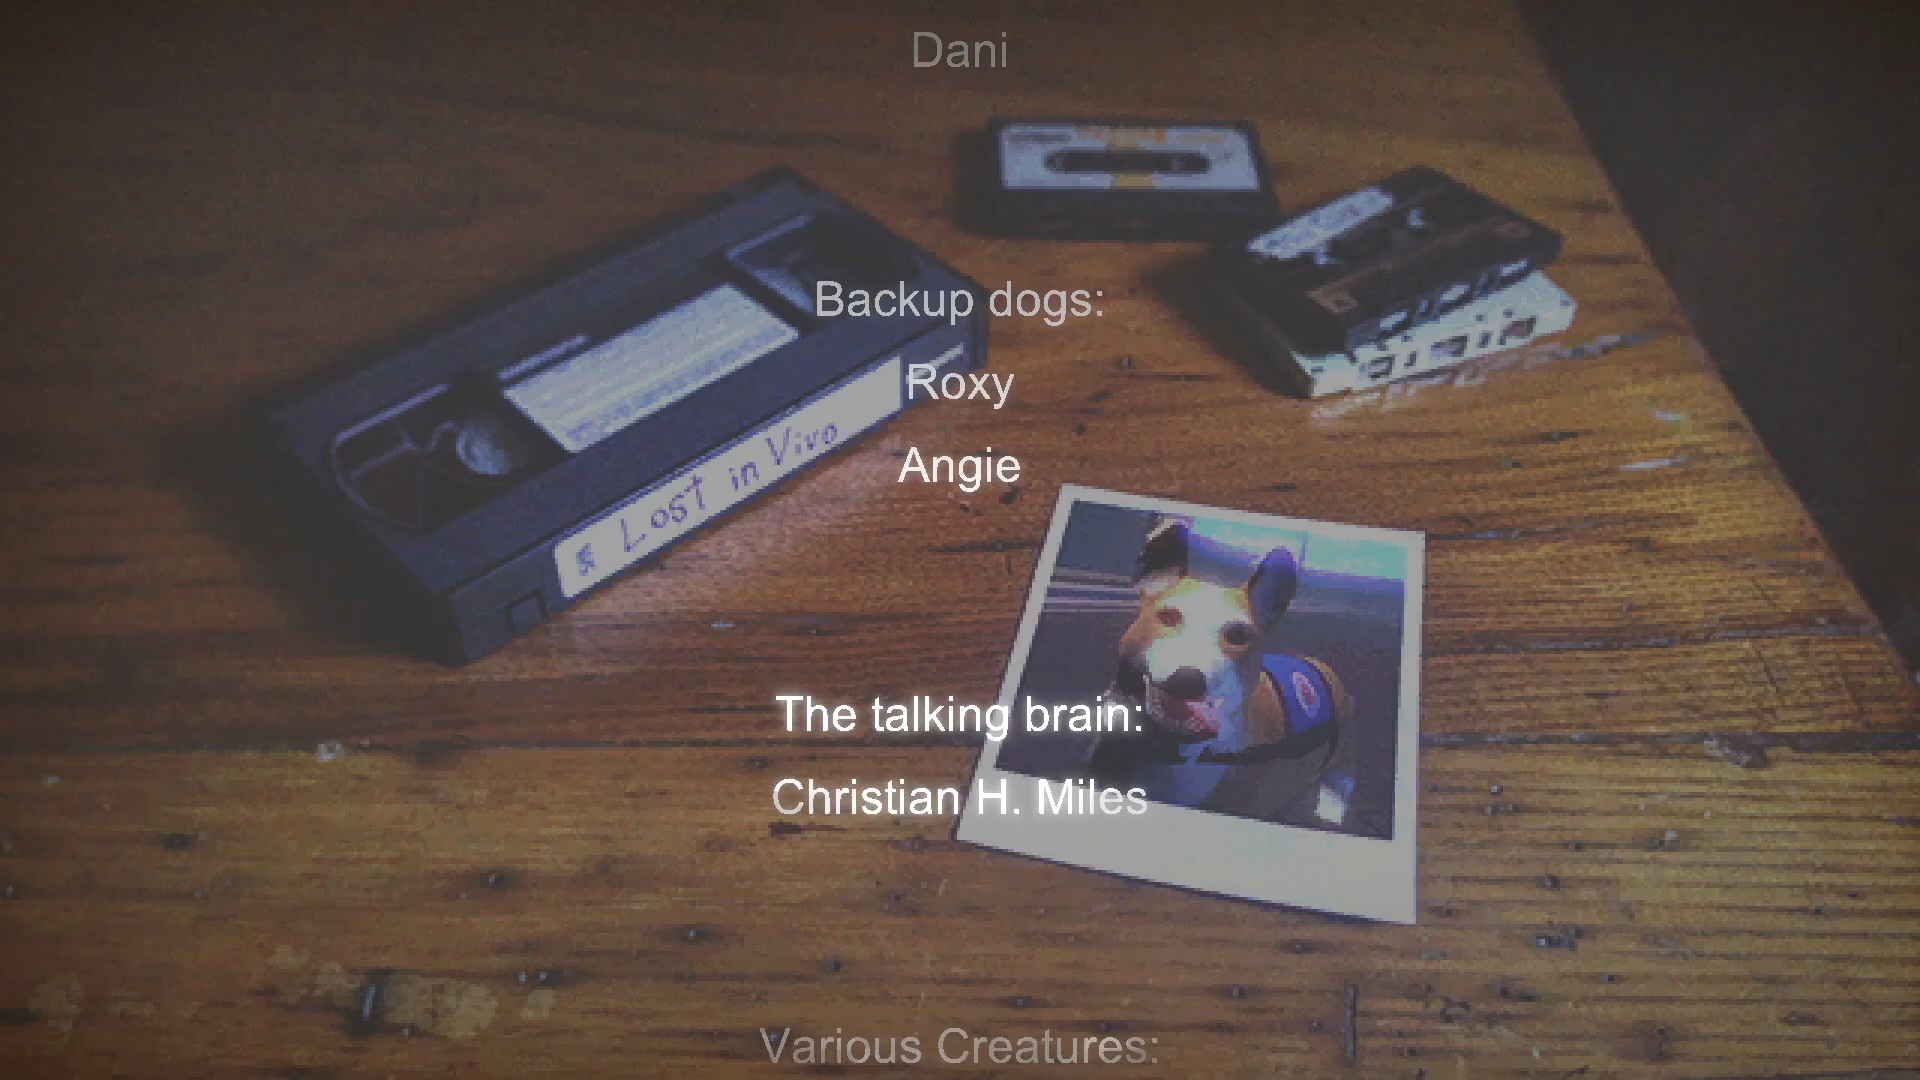 Dani
Backup dogs:
Roxy
Angie
Lost in Vivo
The talking brain:
Christian H. Miles
Various Creatures: